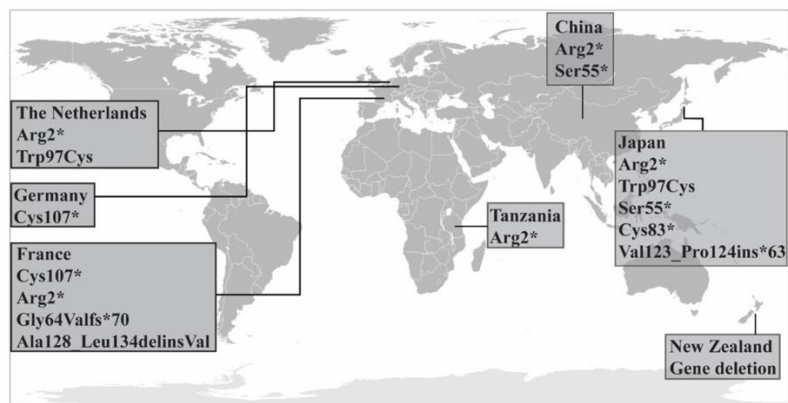 China
Arg2*
Ser55*
The Netherlands
Arg2*
Trp97Cys
Japan
Arg2*
Trp97Cys
Ser55*
Cys83*
Val123_Pro124ins*63
Germany
Cys107*
Tanzania
Arg2*
France
Cys107*
Arg2*
Gly64Valfs*70
Ala128_Leu134delinsVal
New Zealand
Gene deletion